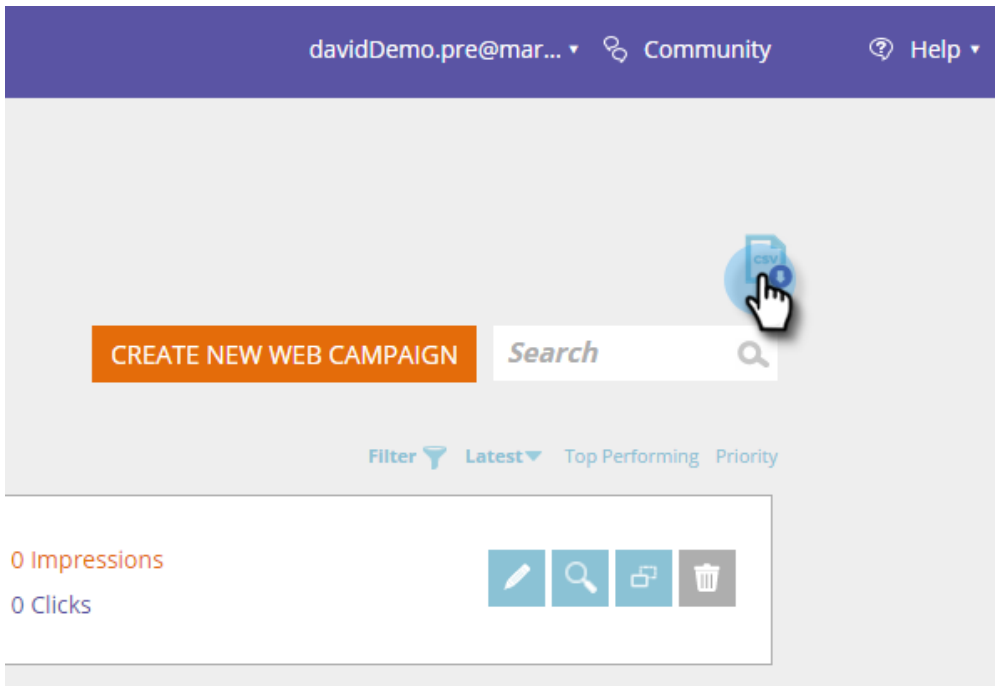 davidDemo.pre@mar... Community Help
CSV
CREATE NEW WEB CAMPAIGN Search
Filter Latest Top Performing Priority
0 Impressions
0 Clicks